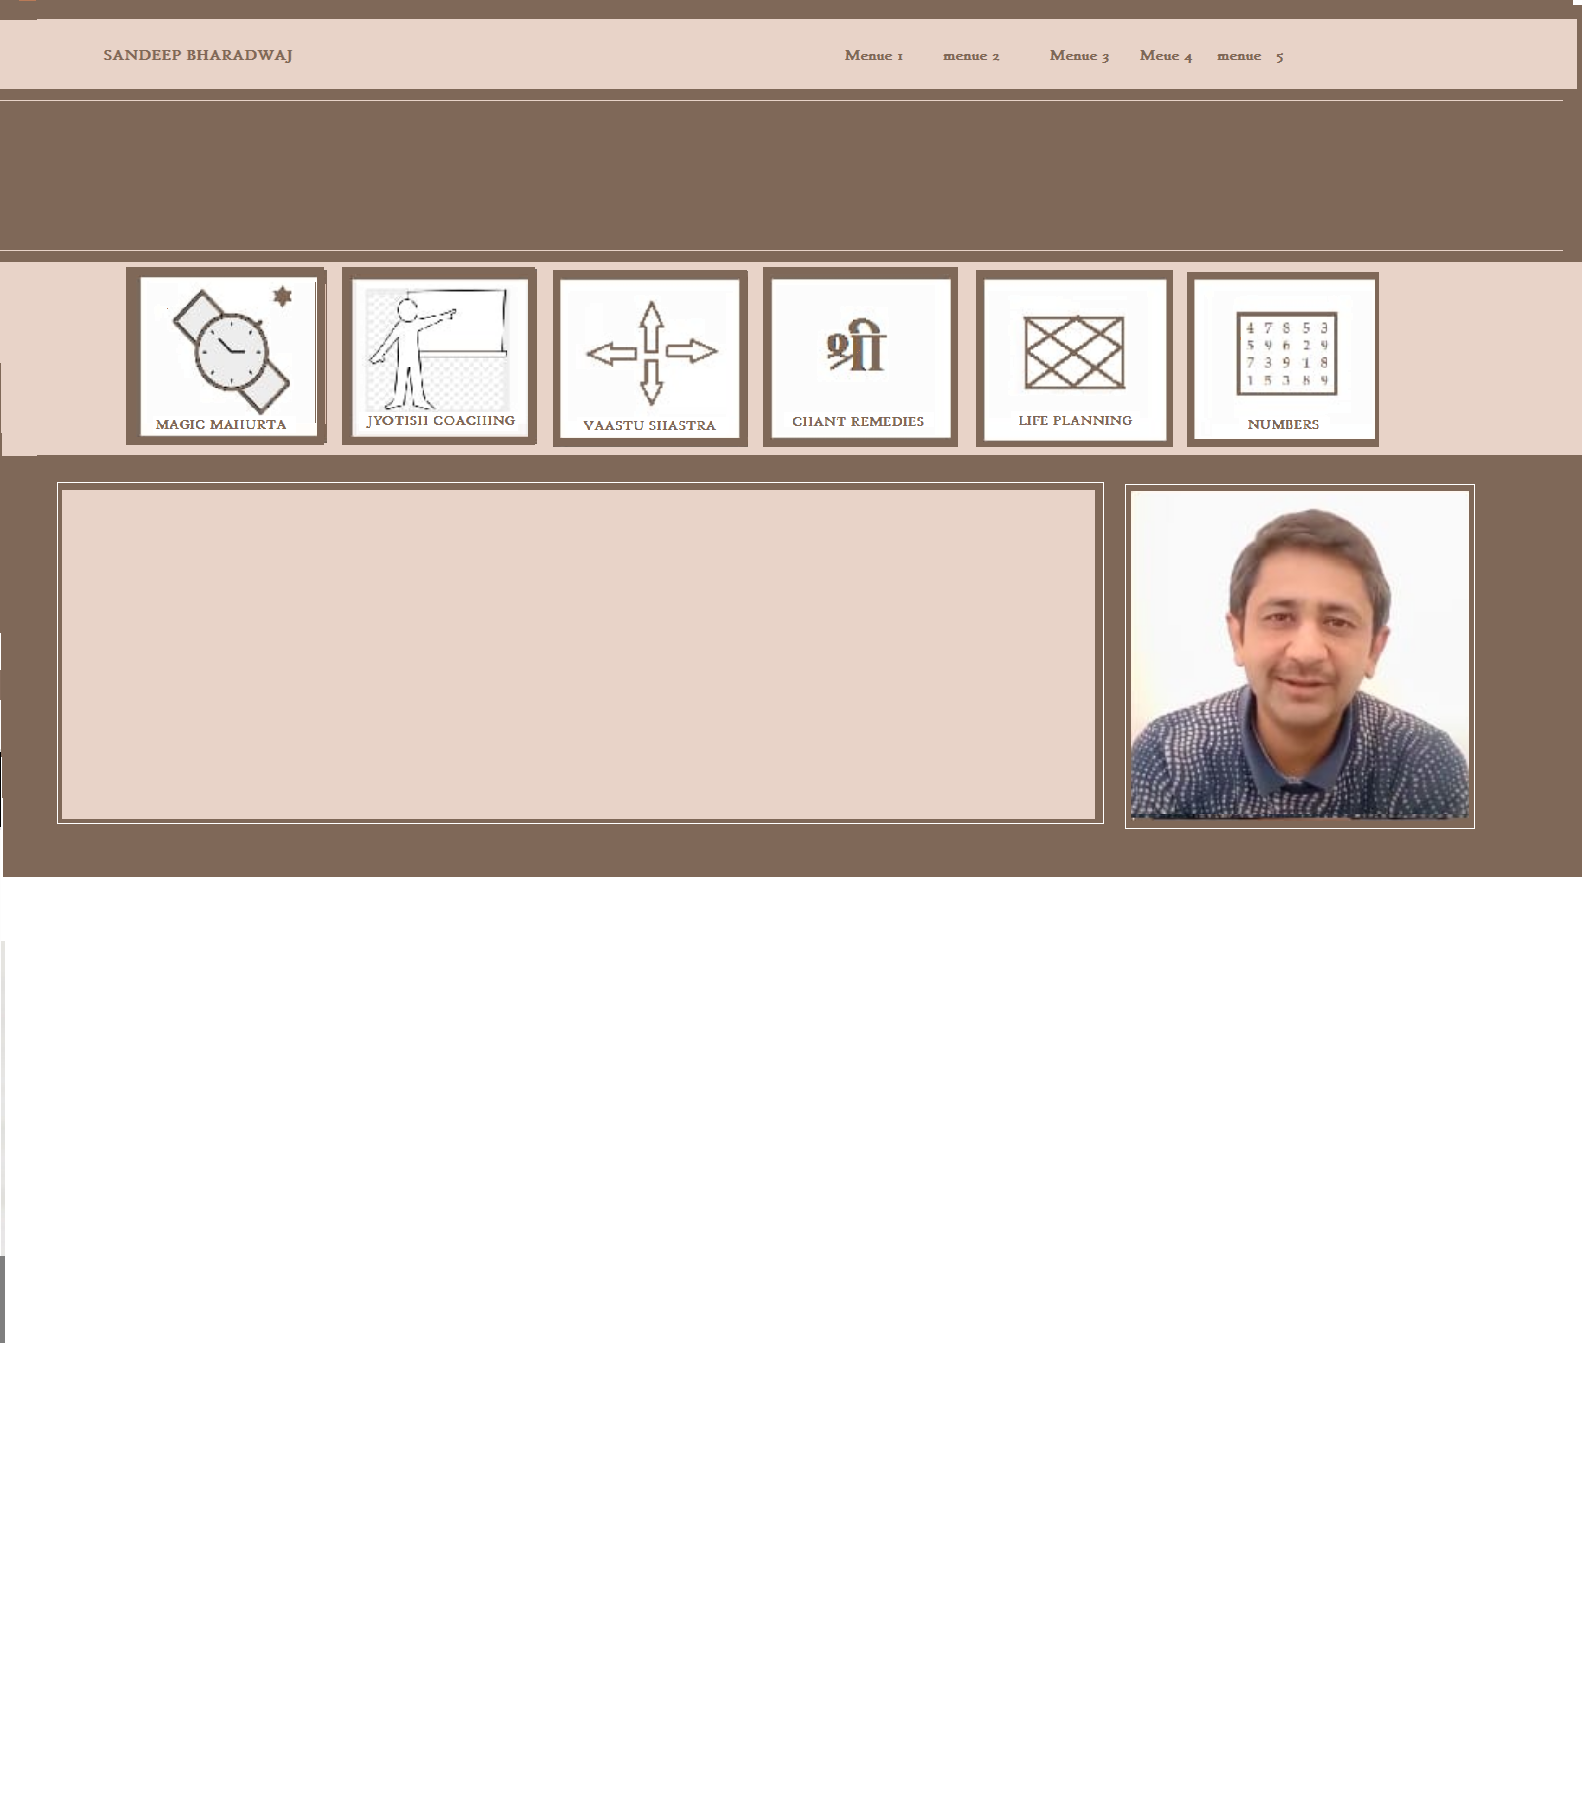 SANDEEP BHARADWAJ
Menue 1 menue 2 Menue 3 Meue 4 menue 5
श्री
4 7 8 5 3
5 9 6 2 9
7 3 9 1 8
1 5 3 8 9
MAGIC MAHURTA
JYOTISH COACHING
VAASTU SHASTRA
CHANT REMEDIES
LIFE PLANNING
NUMBERS